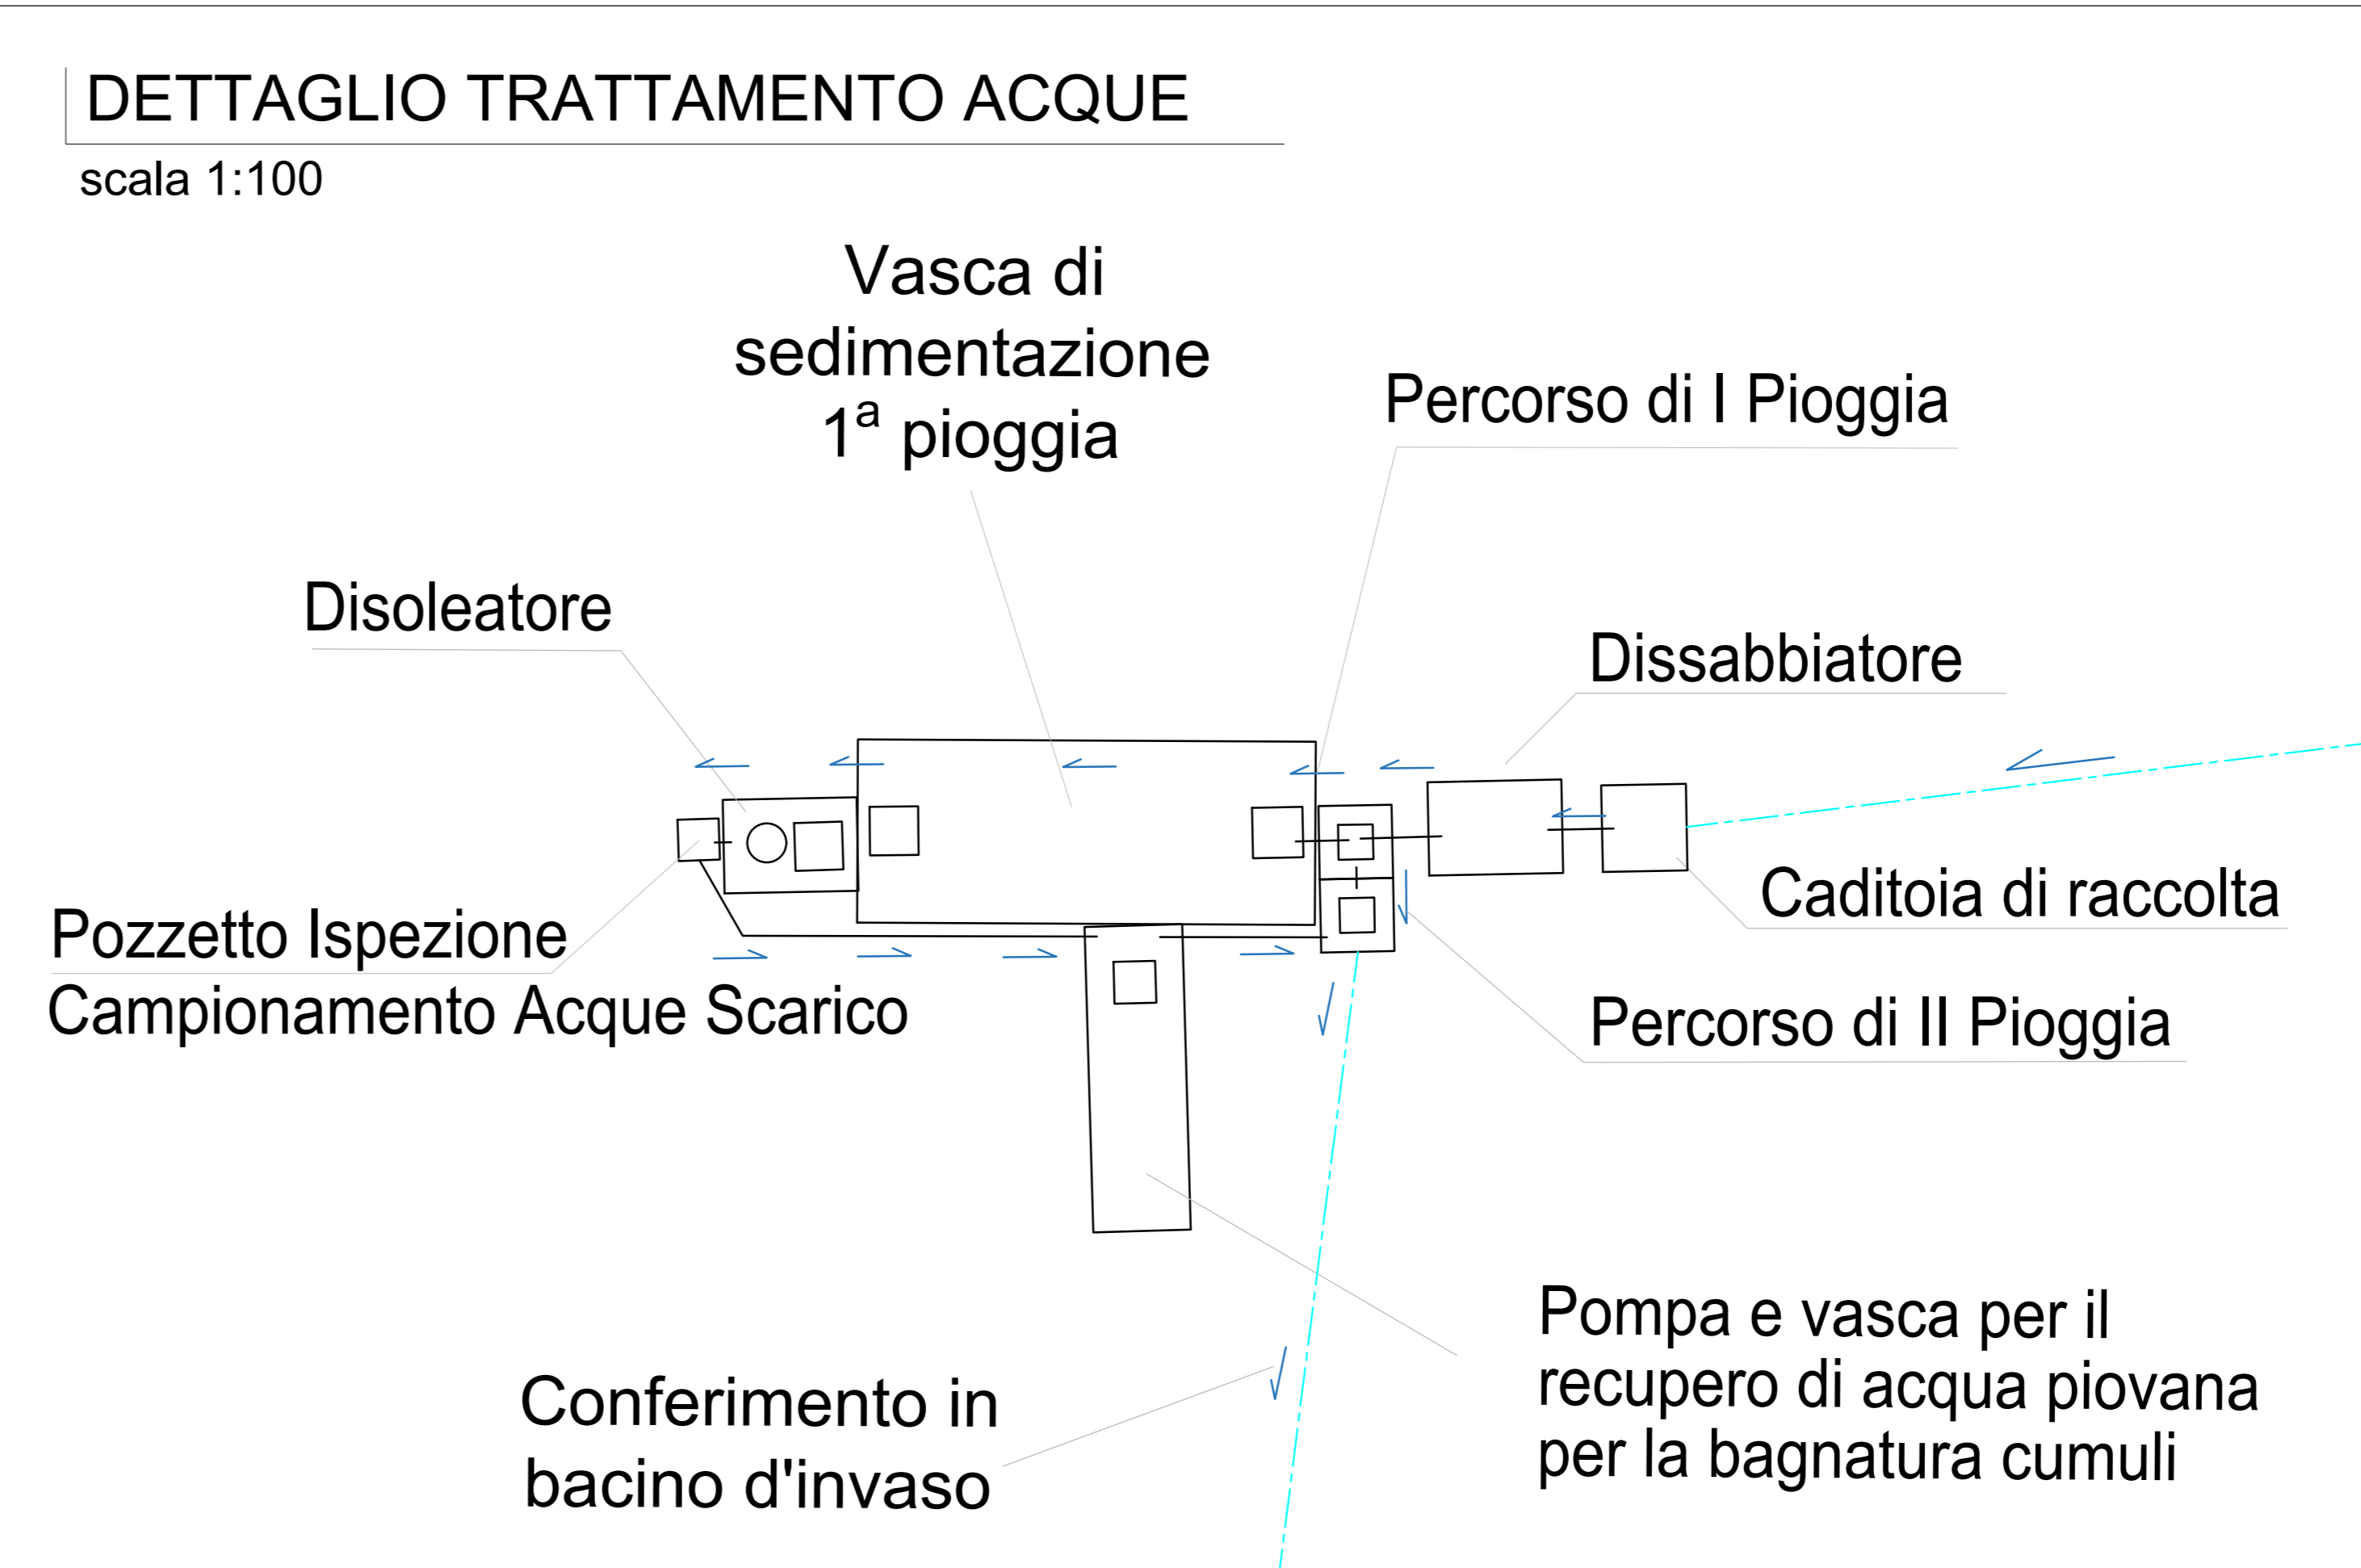 DETTAGLIO TRATTAMENTO ACQUE
scala 1:100
Vasca di
sedimentazione
1ª pioggia
Percorso di I Pioggia
Disoleatore
Dissabbiatore
Caditoia di raccolta
Pozzetto Ispezione
Campionamento Acque Scarico
Percorso di II Pioggia
Pompa e vasca per il
recupero di acqua piovana
per la bagnatura cumuli
Conferimento in
bacino d'invaso